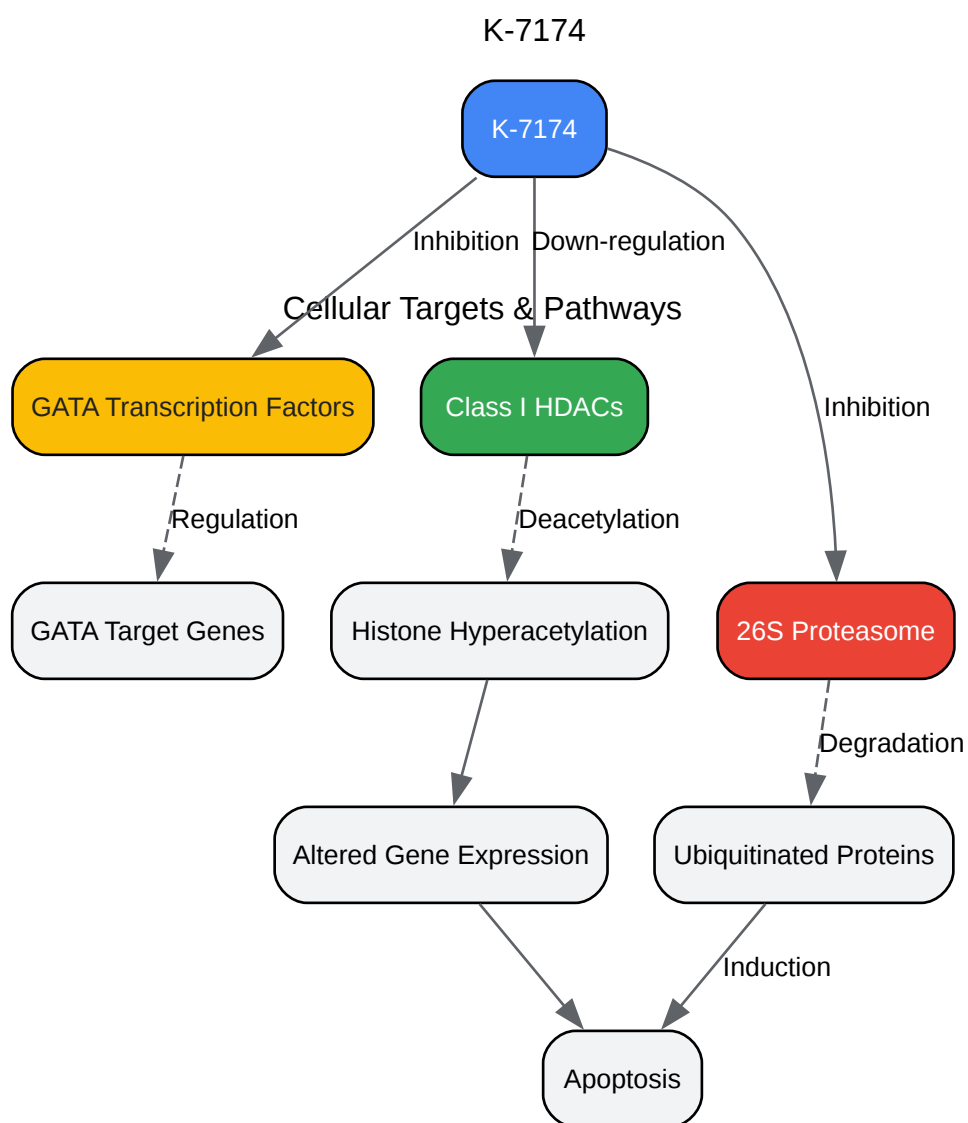 K-7174
K-7174
Inhibition
Down-regulation
Cellular Targets & Pathways
GATA Transcription Factors
Class I HDACs
Inhibition
Regulation
Deacetylation
GATA Target Genes
Histone Hyperacetylation
26S Proteasome
Degradation
Altered Gene Expression
Ubiquitinated Proteins
Induction
Apoptosis